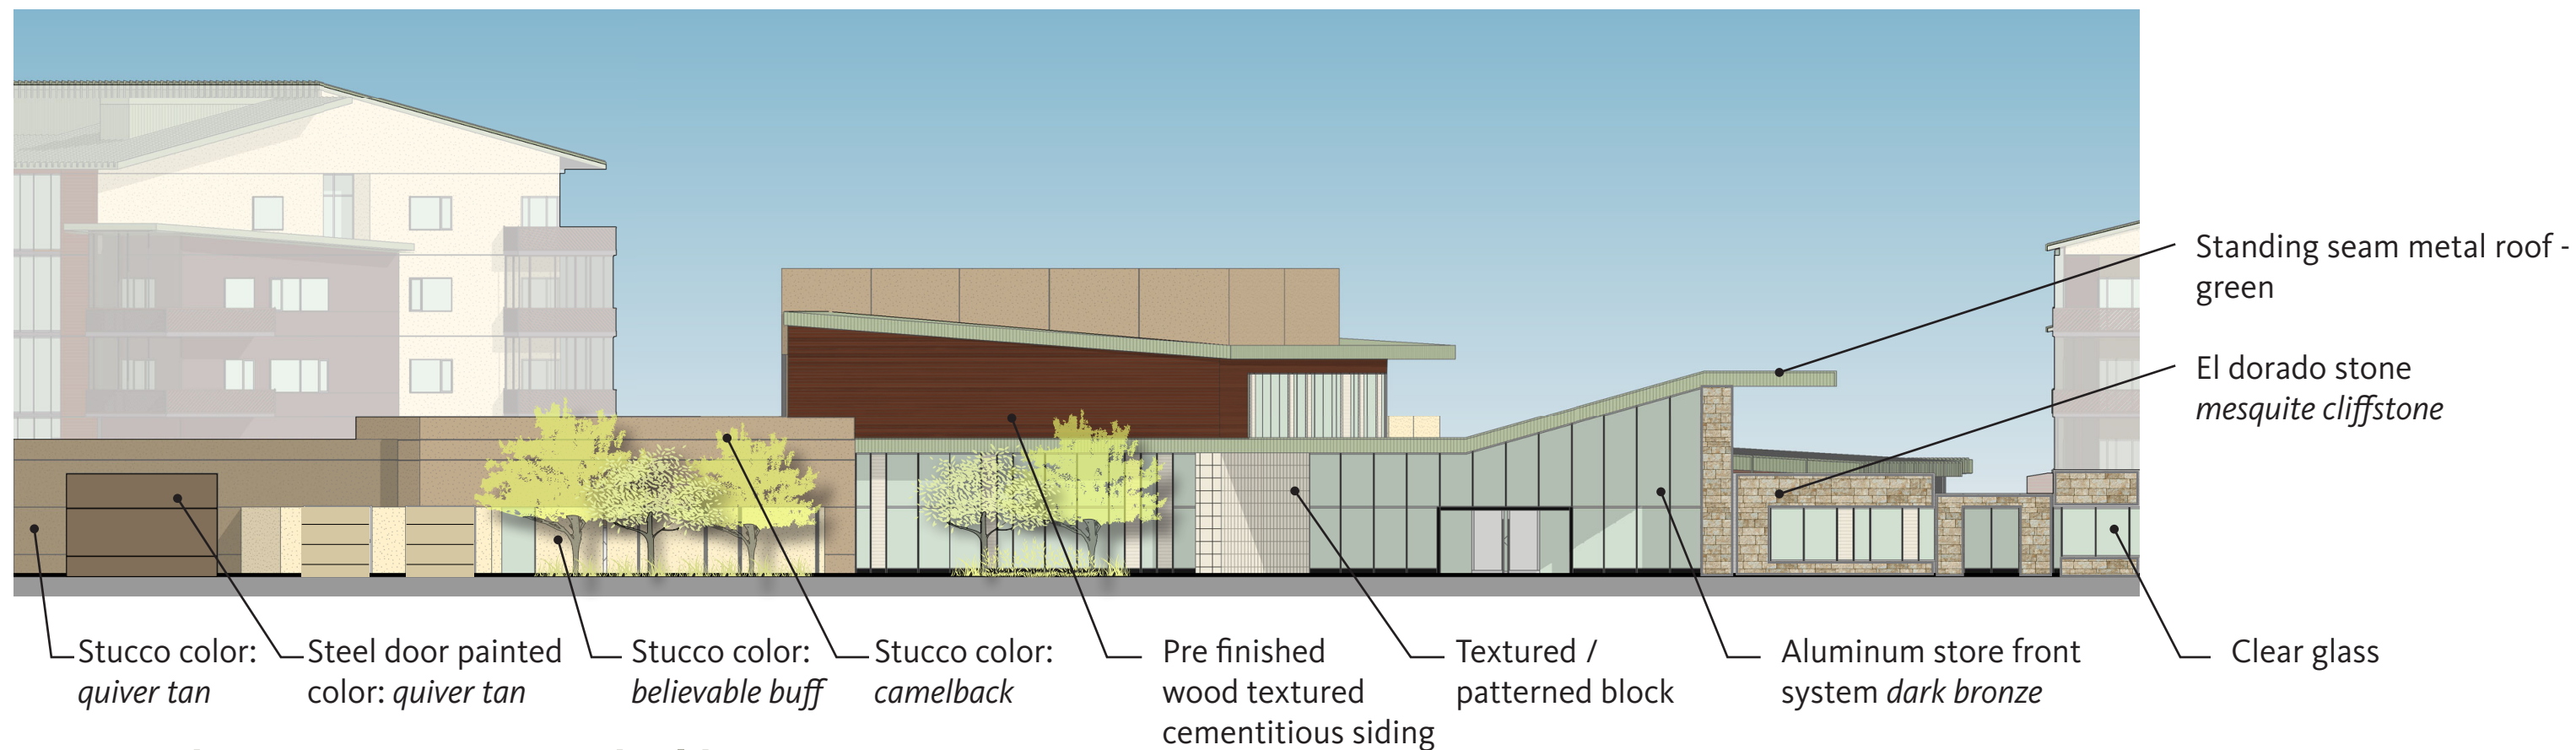 Standing seam metal roof -
green
El dorado stone
mesquite cliffstone
Stucco color:
quiver tan
Steel door painted
color: quiver tan
Stucco color:
believable buff
Stucco color:
camelback
Pre finished
wood textured
cementitious siding
Textured /
patterned block
Aluminum store front
system dark bronze
Clear glass